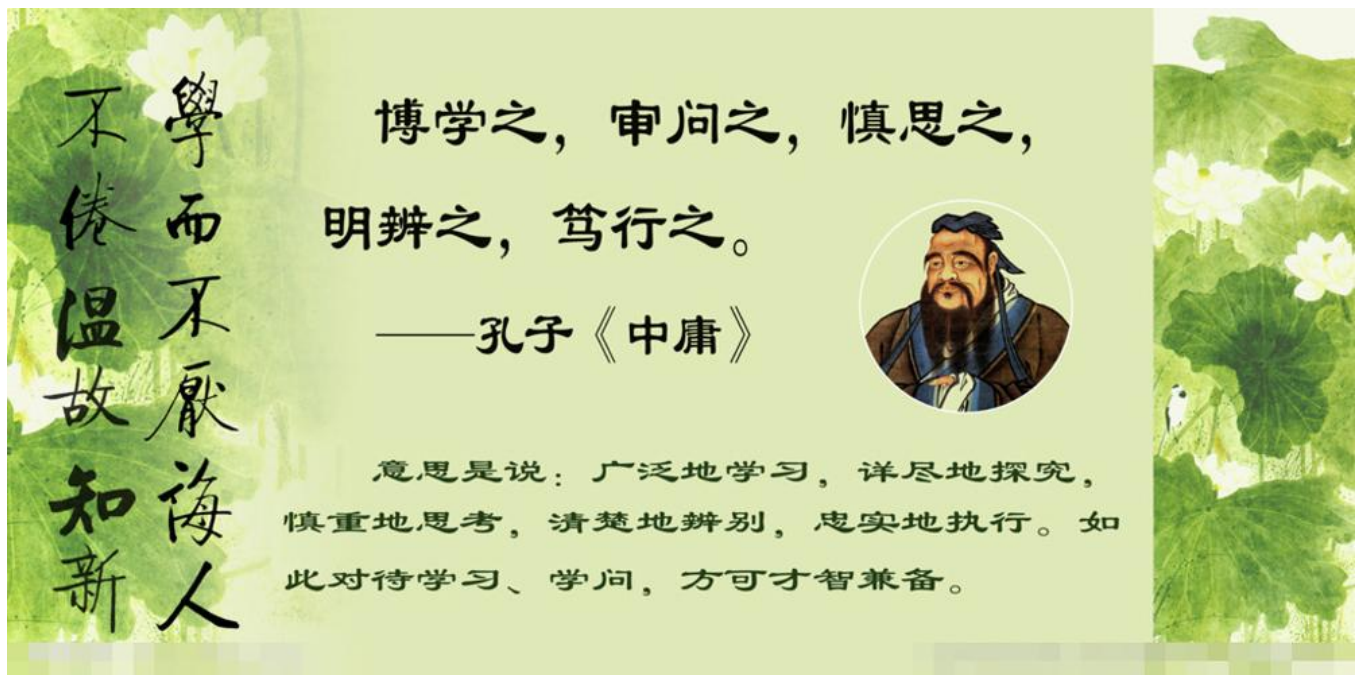 學而不厭誨人
不倦温故知新
博学之，审问之，慎思之，
明辨之，笃行之。
——孔子《中庸》
意思是说：广泛地学习，详尽地探究，
慎重地思考，清楚地辨别，忠实地执行。如
此对待学习、学问，方可才智兼备。